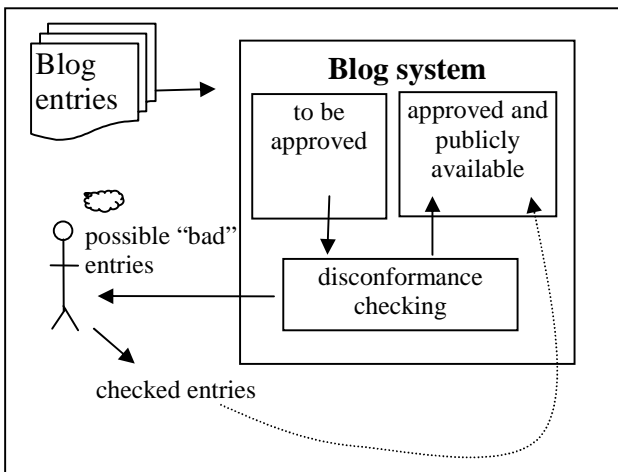 Blog
entries
Blog system
to be
approved
approved and
publicly
available
possible “bad”
entries
disconformance
checking
checked entries